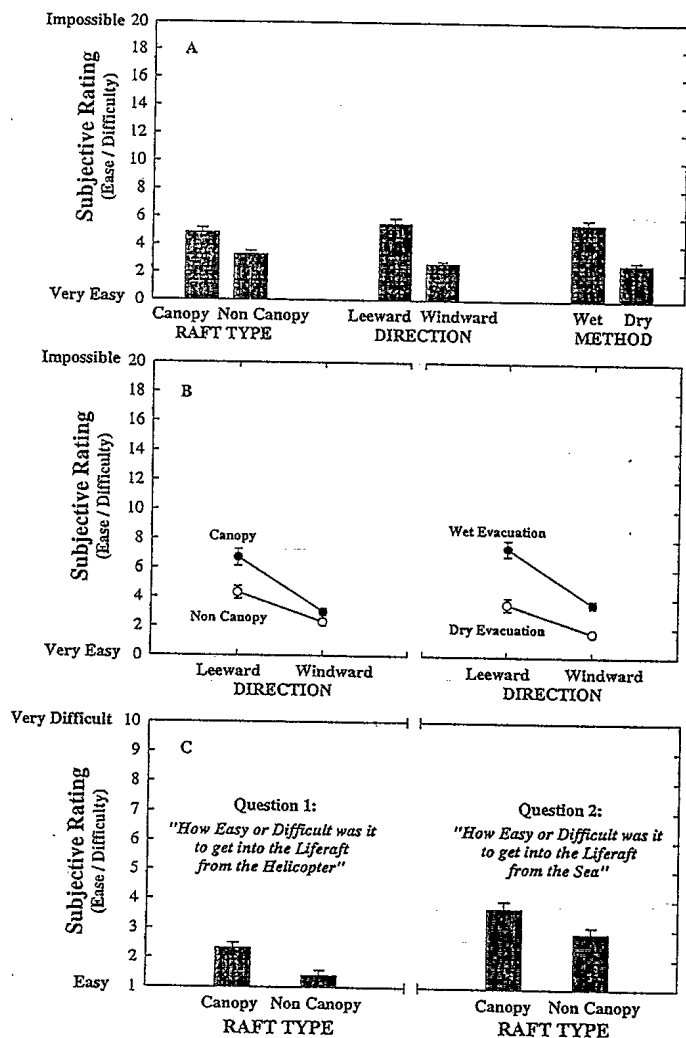 Impossible 20
A
18
16
14
12
10
8
6
4
2
Very Easy 0
Subjective Rating
(Ease / Difficulty)
Canopy Non Canopy
RAFT TYPE
Leeward Windward
DIRECTION
Wet Dry
METHOD
Impossible 20
B
18
16
14
12
10
8
6
4
2
Very Easy 0
Subjective Rating
(Ease / Difficulty)
Canopy
Non Canopy
Leeward Windward
DIRECTION
Wet Evacuation
Dry Evacuation
Leeward Windward
DIRECTION
Very Difficult 10
C
9
8
7
6
5
4
3
2
Easy 1
Subjective Rating
(Ease / Difficulty)
Question 1:
"How Easy or Difficult was it
to get into the Liferaft
from the Helicopter"
Canopy Non Canopy
RAFT TYPE
Question 2:
"How Easy or Difficult was it
to get into the Liferaft
from the Sea"
Canopy Non Canopy
RAFT TYPE